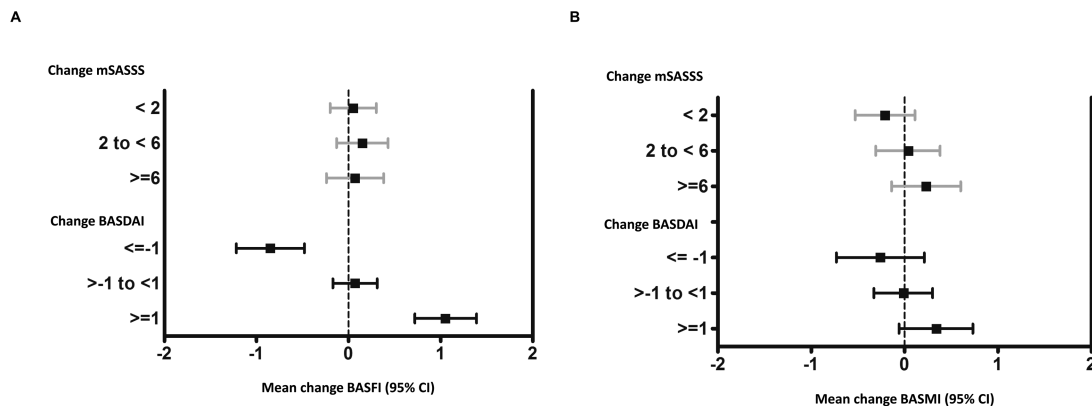 A
Change mSASSS
< 2
2 to < 6
>=6
Change BASDAI
<=-1
>-1 to <1
>=1
-2 -1 0 1 2
Mean change BASFI (95% CI)
B
Change mSASSS
< 2
2 to < 6
>=6
Change BASDAI
<= -1
>-1 to <1
>=1
-2 -1 0 1 2
Mean change BASMI (95% CI)